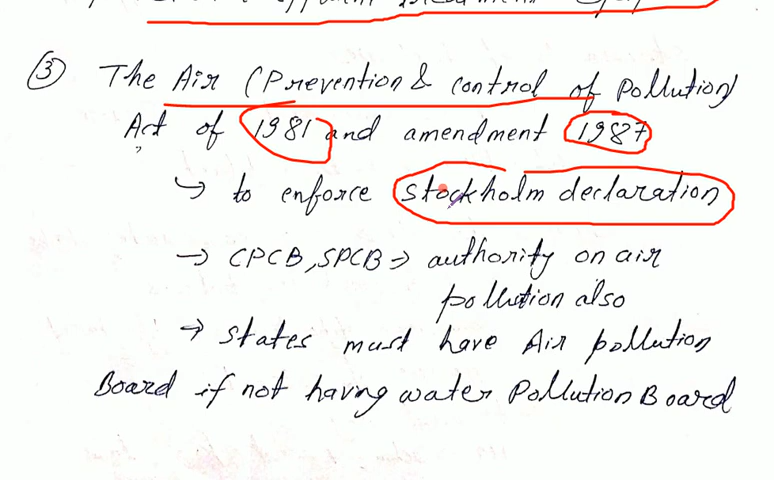 ③ The Air (Prevention & control of Pollution)
Act of 1981 and amendment 1987
→ to enforce stockholm declaration
→ CPCB, SPCB ⇒ authority on air
pollution also
→ states must have Air pollution
Board if not having water Pollution Board